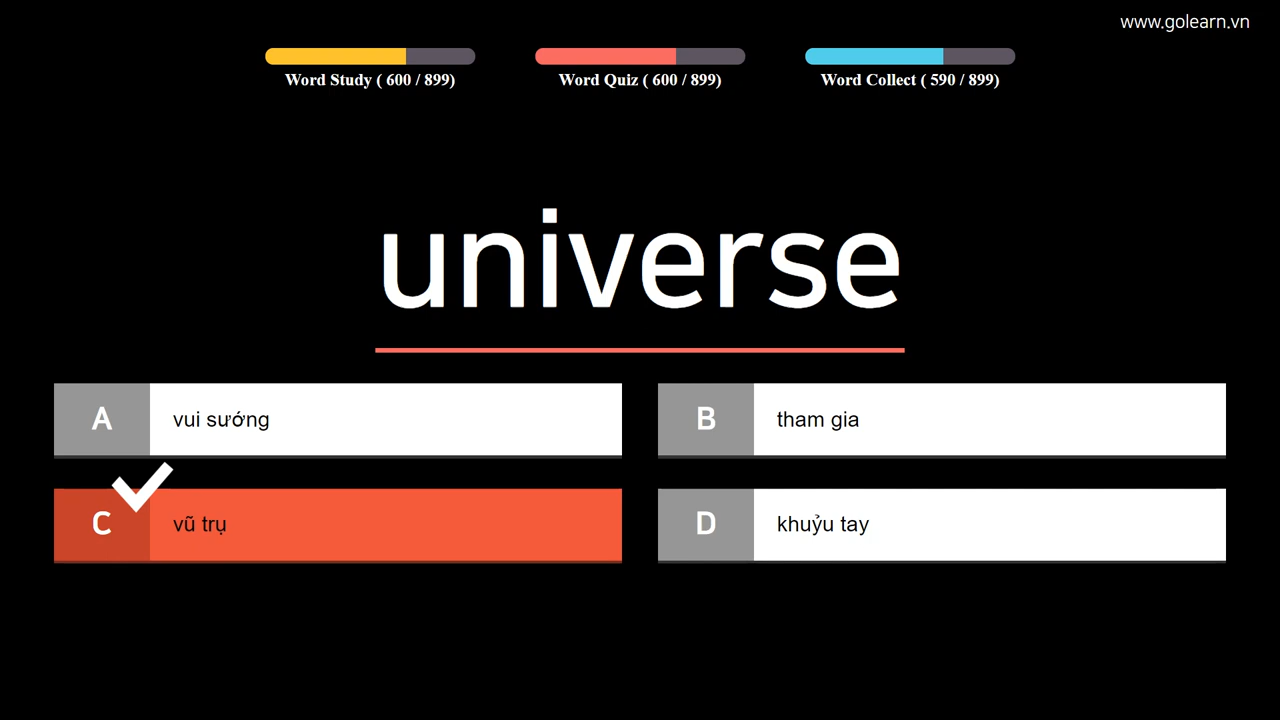 www.golearn.vn
Word Study ( 600 / 899)
Word Quiz ( 600 / 899)
Word Collect ( 590 / 899)
universe
A vui sướng
B tham gia
C vũ trụ
D khuỷu tay